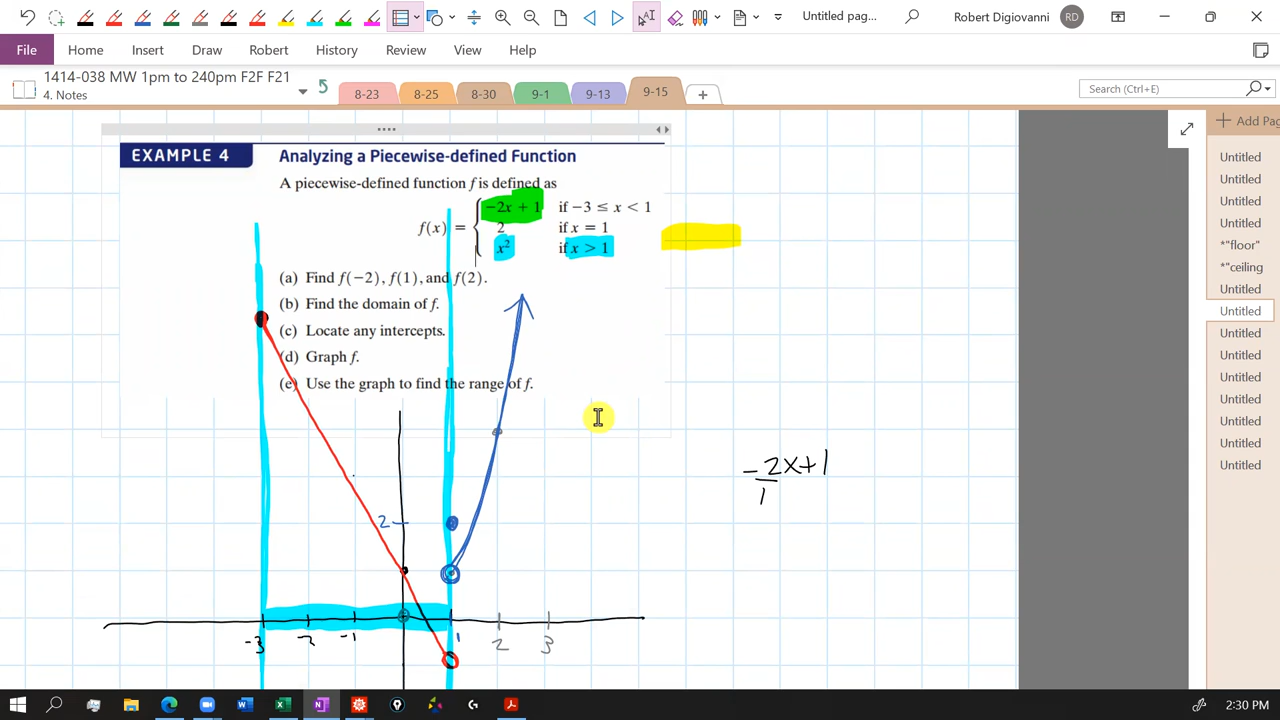 Untitled pag...
Robert Digiovanni
RD
File
Home
Insert
Draw
Robert
History
Review
View
Help
1414-038 MW 1pm to 240pm F2F F21
4. Notes
8-23
8-25
8-30
9-1
9-13
9-15
Search (Ctrl+E)
Add Pag
Untitled
Untitled
Untitled
Untitled
*"floor"
*"ceiling
Untitled
Untitled
Untitled
Untitled
Untitled
Untitled
Untitled
Untitled
Untitled
EXAMPLE 4 Analyzing a Piecewise-defined Function
A piecewise-defined function f is defined as
−2x + 1 if −3 ≤ x < 1
f(x) = { 2 if x = 1
x² if x > 1
(a) Find f(−2), f(1), and f(2).
(b) Find the domain of f.
(c) Locate any intercepts.
(d) Graph f.
(e) Use the graph to find the range of f.
-2x+1
1
2
-3 -2 -1 1 2 3
2:30 PM